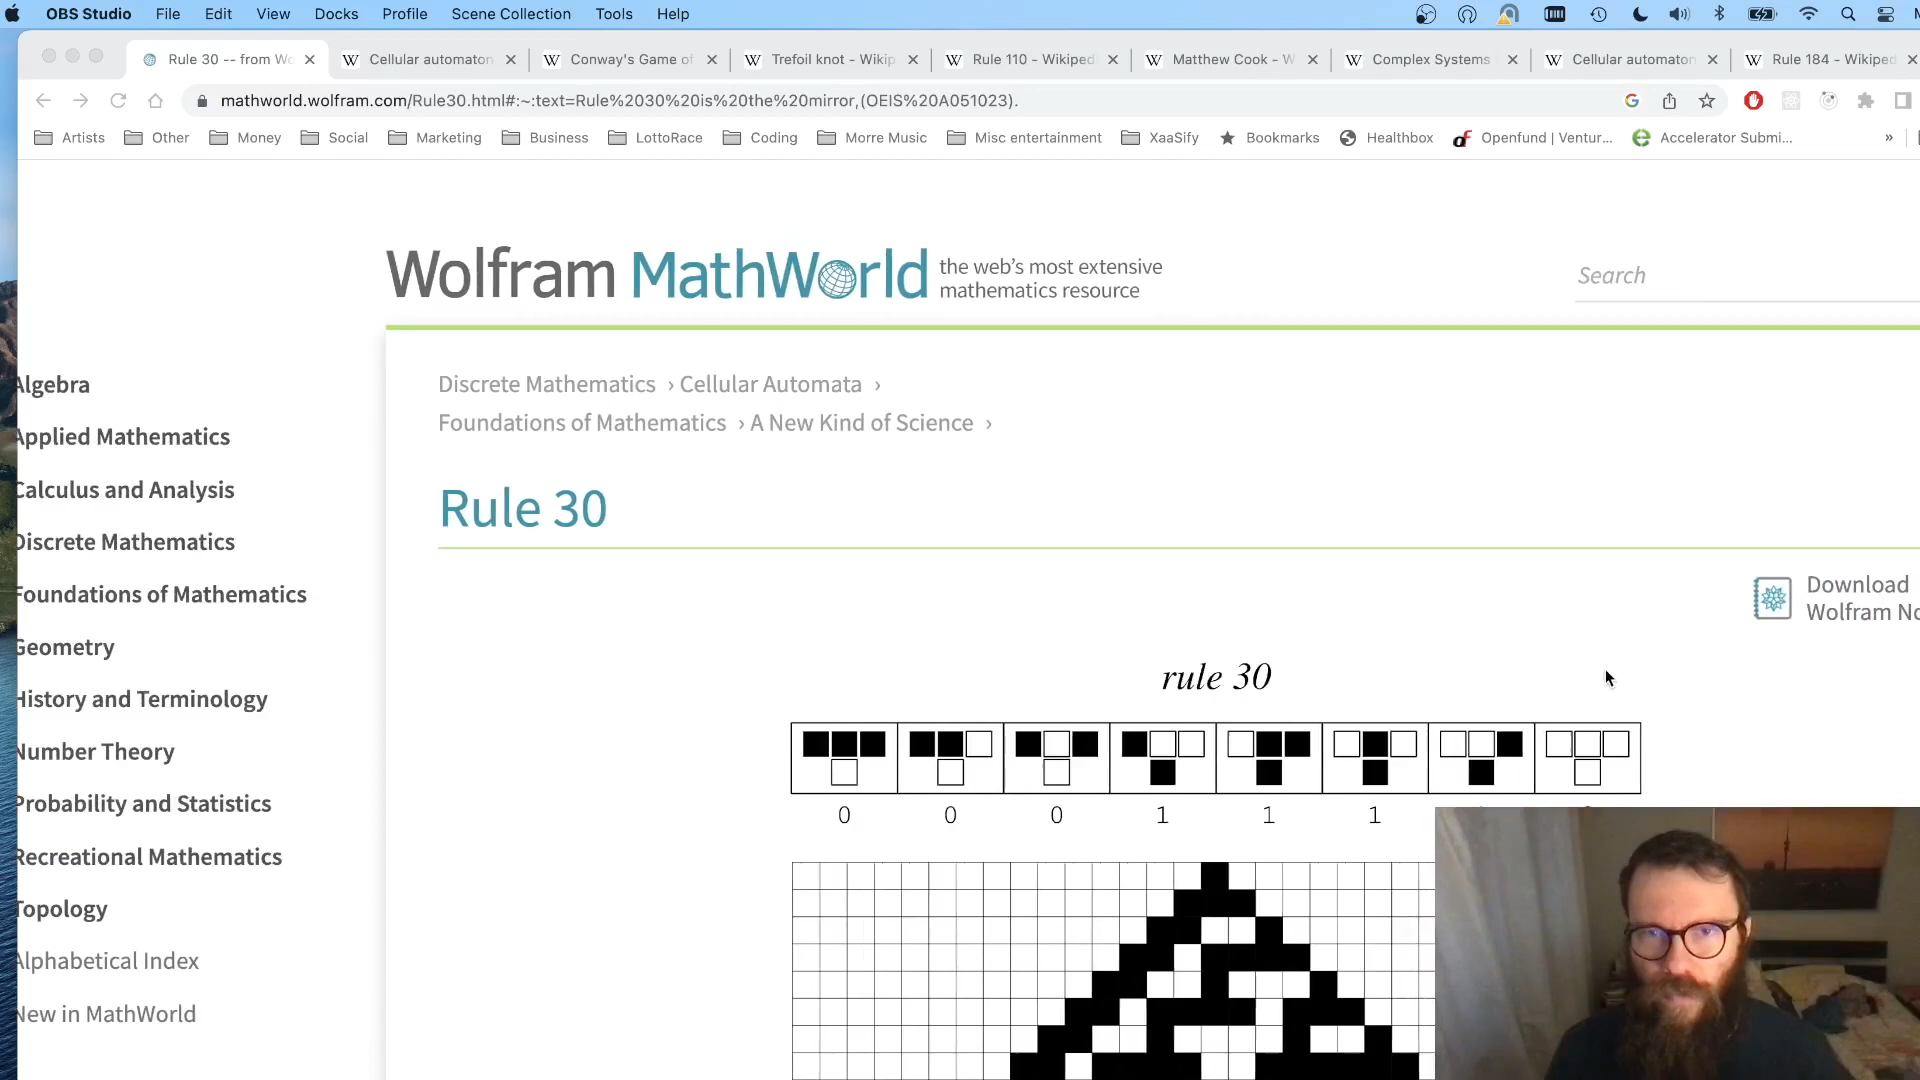 OBS Studio File Edit View Docks Profile Scene Collection Tools Help
Rule 30 -- from Wo Cellular automaton Conway's Game of Trefoil knot - Wikip Rule 110 - Wikiped Matthew Cook - W Complex Systems Cellular automaton Rule 184 - Wikiped
mathworld.wolfram.com/Rule30.html#:~:text=Rule%2030%20is%20the%20mirror,(OEIS%20A051023).
Artists Other Money Social Marketing Business LottoRace Coding Morre Music Misc entertainment XaaSify Bookmarks Healthbox Openfund | Ventur... Accelerator Submi... »
Wolfram MathWorld the web's most extensive
mathematics resource
Search
Algebra
Applied Mathematics
Calculus and Analysis
Discrete Mathematics
Foundations of Mathematics
Geometry
History and Terminology
Number Theory
Probability and Statistics
Recreational Mathematics
Topology
Alphabetical Index
New in MathWorld
Discrete Mathematics › Cellular Automata ›
Foundations of Mathematics › A New Kind of Science ›
Rule 30
Download
Wolfram No
rule 30
0 0 0 1 1 1